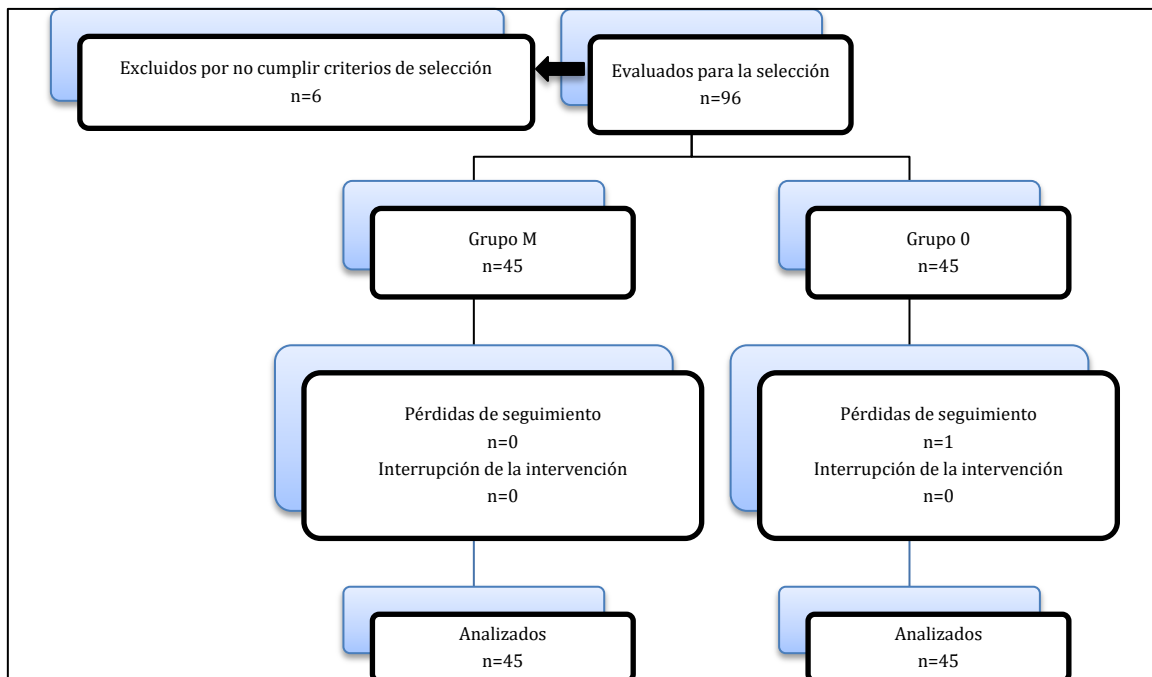 Excluidos por no cumplir criterios de selección
n=6
Evaluados para la selección
n=96
Grupo M
n=45
Grupo 0
n=45
Pérdidas de seguimiento
n=0
Interrupción de la intervención
n=0
Pérdidas de seguimiento
n=1
Interrupción de la intervención
n=0
Analizados
n=45
Analizados
n=45